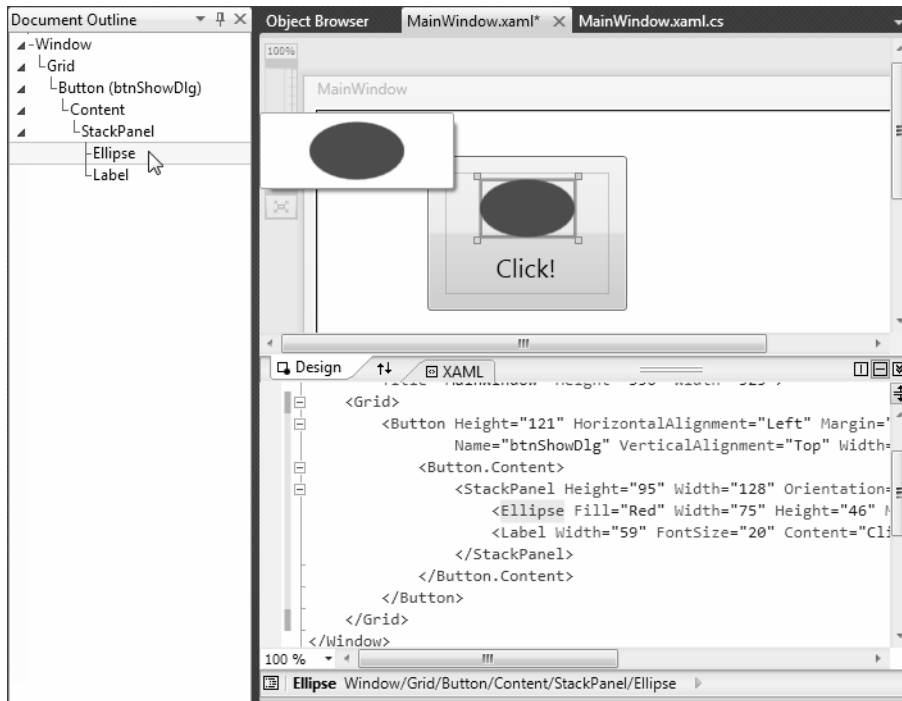 Document Outline
Window
Grid
Button (btnShowDlg)
Content
StackPanel
Ellipse
Label
Object Browser
MainWindow.xaml*
MainWindow.xaml.cs
100%
MainWindow
Click!
Design
XAML
<Grid>
<Button Height="121" HorizontalAlignment="Left" Margin="
Name="btnShowDlg" VerticalAlignment="Top" Width=
<Button.Content>
<StackPanel Height="95" Width="128" Orientation=
<Ellipse Fill="Red" Width="75" Height="46" M
<Label Width="59" FontSize="20" Content="Cli
</StackPanel>
</Button.Content>
</Button>
</Grid>
</Window>
100 %
Ellipse Window/Grid/Button/Content/StackPanel/Ellipse